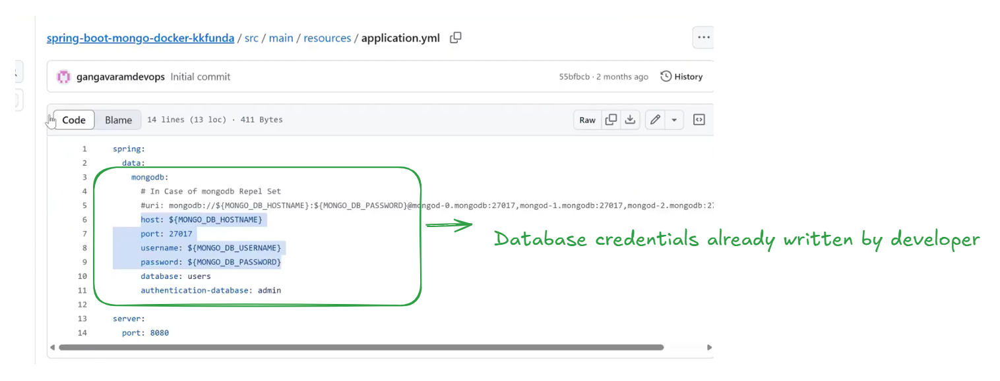 spring-boot-mongo-docker-kkfunda / src / main / resources / application.yml
gangavaramdevops Initial commit 55bfbcb · 2 months ago History
Code Blame 14 lines (13 loc) · 411 Bytes Raw
1 spring:
2 data:
3 mongodb:
4 # In Case of mongodb Repel Set
5 #uri: mongodb://${MONGO_DB_HOSTNAME}:${MONGO_DB_PASSWORD}@mongod-0.mongodb:27017,mongod-1.mongodb:27017,mongod-2.mongodb:27
6 host: ${MONGO_DB_HOSTNAME}
7 port: 27017
8 username: ${MONGO_DB_USERNAME}
9 password: ${MONGO_DB_PASSWORD}
10 database: users
11 authentication-database: admin
12
13 server:
14 port: 8080
Database credentials already written by developer